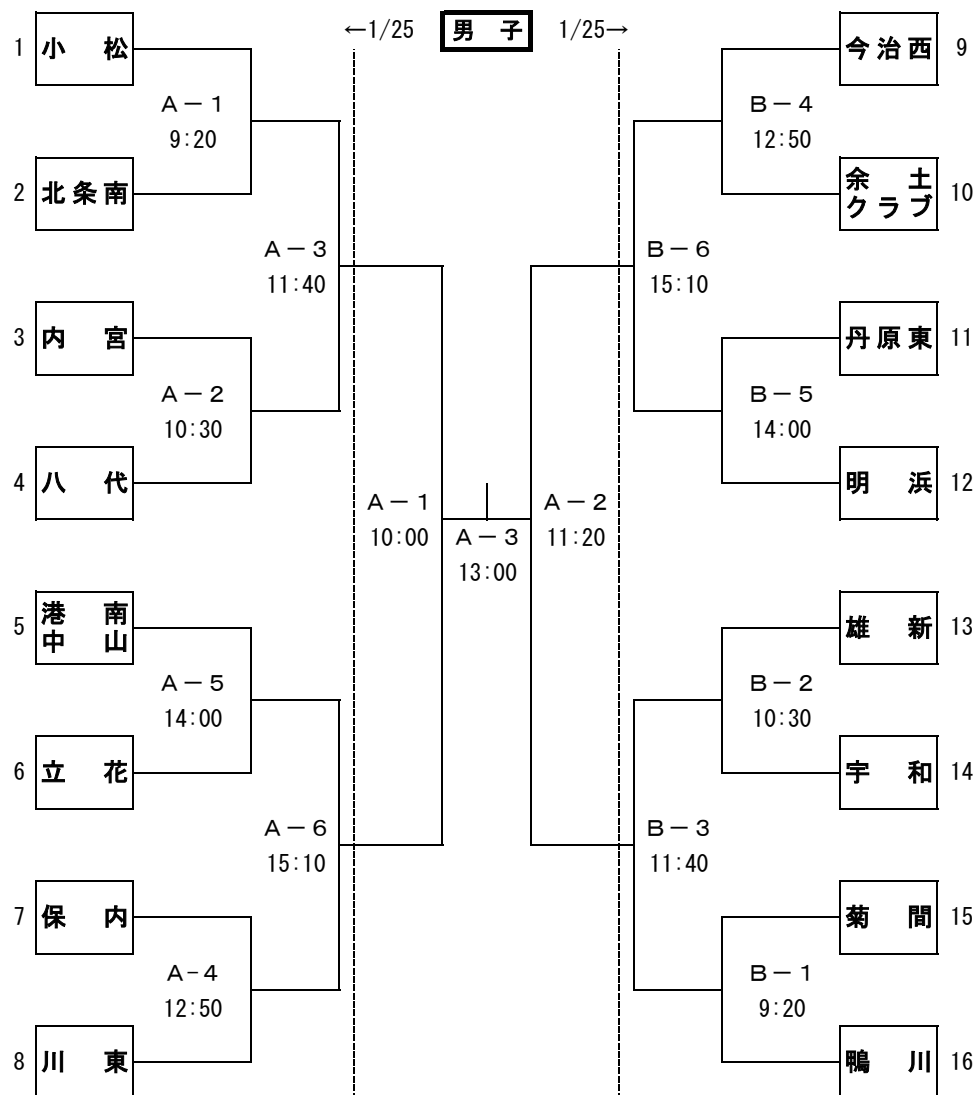 ←1/25 男子 1/25→
1 小松
A－1
9:20
2 北条南
A－3
11:40
3 内宮
A－2
10:30
4 八代
A－1
10:00
5 港南
中山
A－5
14:00
6 立花
A－6
15:10
7 保内
A-4
12:50
8 川東
A－3
13:00
今治西 9
B－4
12:50
余土
クラブ 10
B－6
15:10
丹原東 11
B－5
14:00
明浜 12
A－2
11:20
雄新 13
B－2
10:30
宇和 14
B－3
11:40
菊間 15
B－1
9:20
鴨川 16